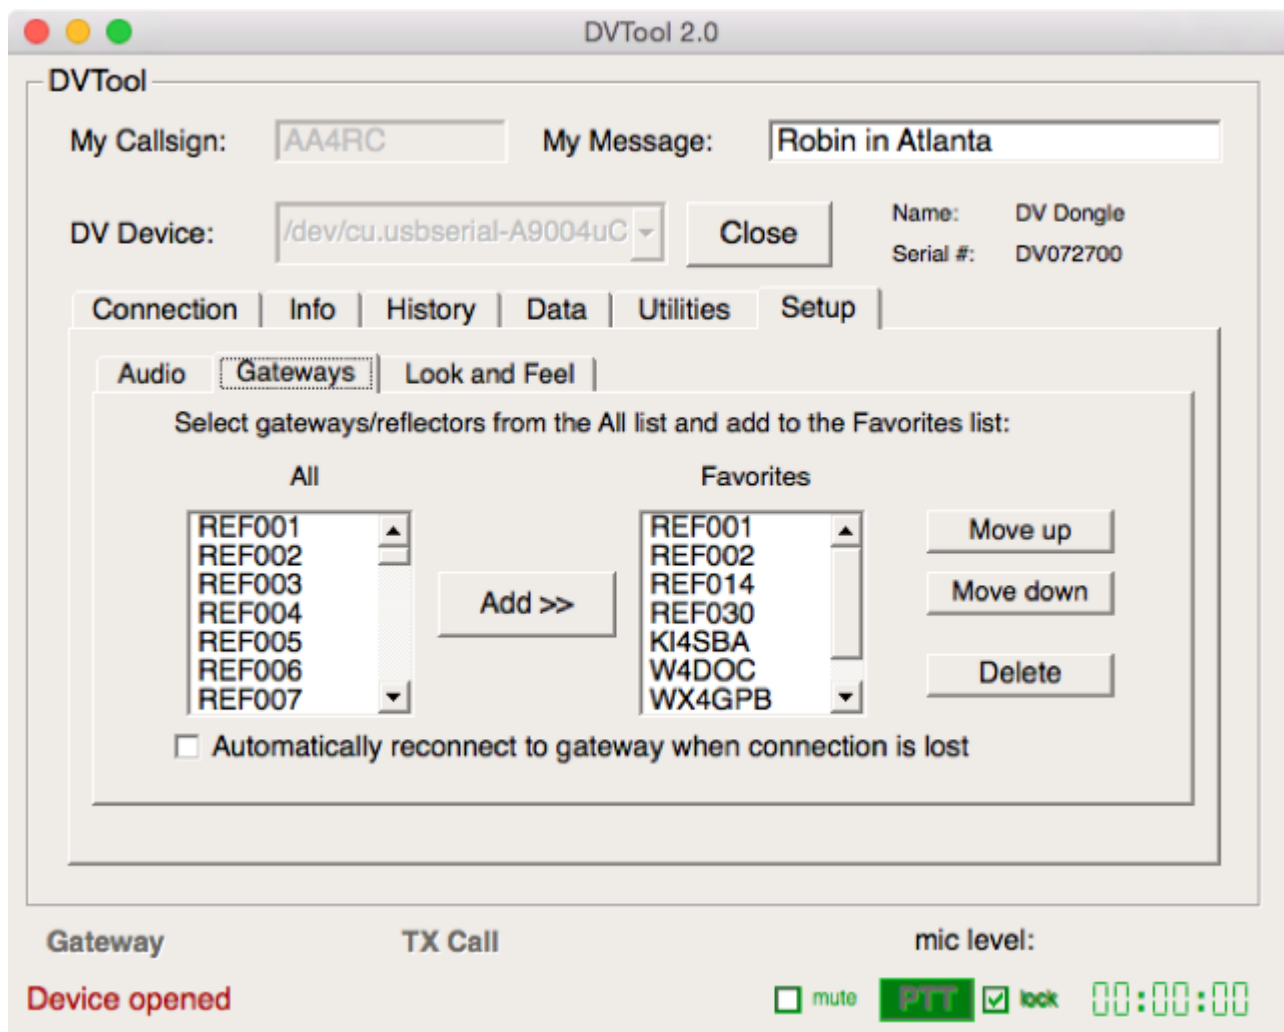 DVTool 2.0
DVTool
My Callsign: AA4RC My Message: Robin in Atlanta
DV Device: /dev/cu.usbserial-A9004uC Close Name: DV Dongle
Serial #: DV072700
Connection Info History Data Utilities Setup
Audio Gateways Look and Feel
Select gateways/reflectors from the All list and add to the Favorites list:
All Favorites
REF001
REF002
REF003
REF004
REF005
REF006
REF007
Add >>
REF001
REF002
REF014
REF030
KI4SBA
W4DOC
WX4GPB
Move up
Move down
Delete
Automatically reconnect to gateway when connection is lost
Gateway TX Call mic level:
Device opened mute PTT lock 00:00:00